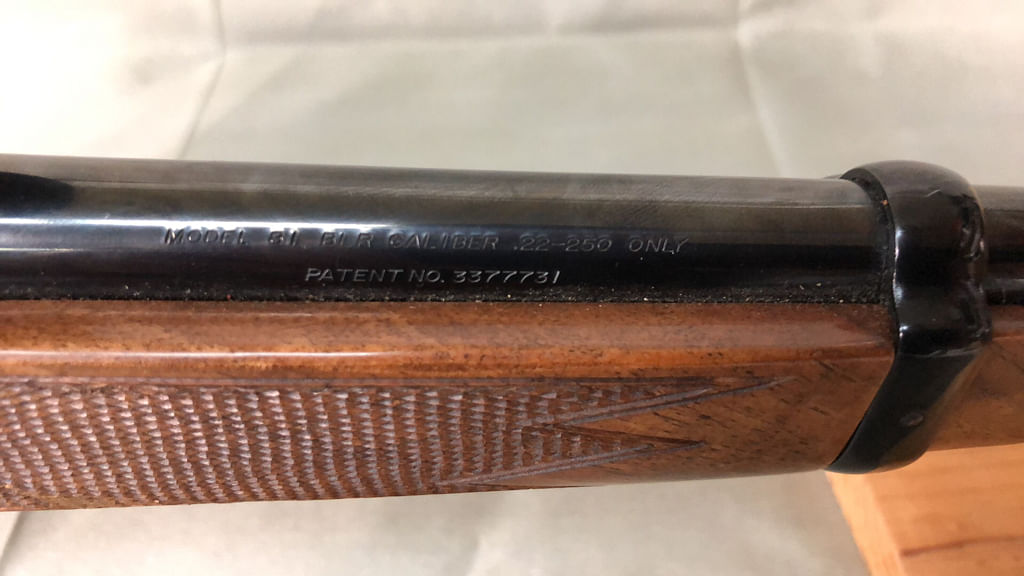 MODEL 81 BLR CALIBER .22-250 ONLY
PATENT NO. 3377731